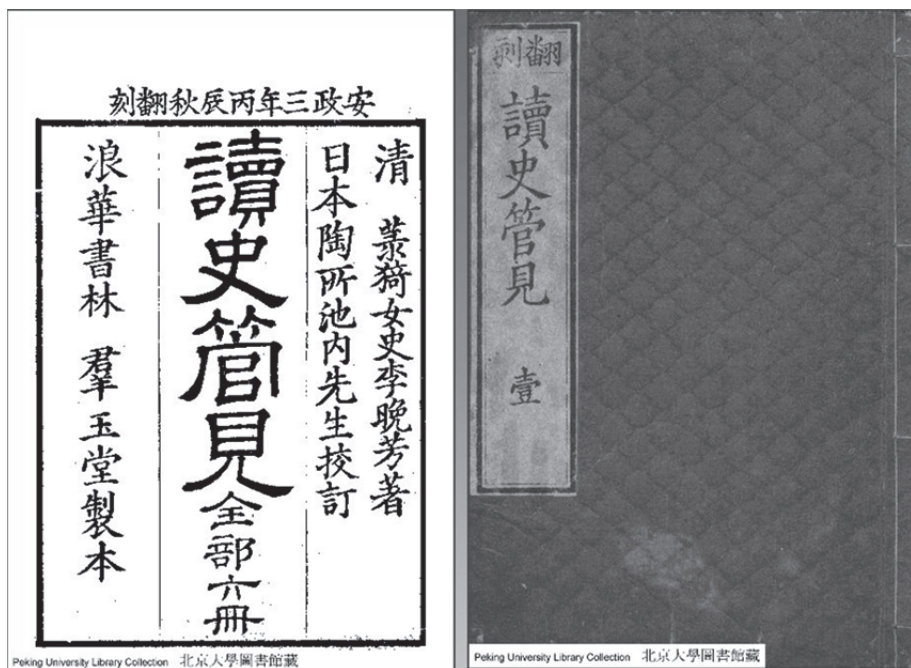 安政三年丙辰秋翻刻
清　菉猗女史李晚芳著
日本陶所池内先生挍訂
讀史管見全部六冊
浪華書林　羣玉堂製本
Peking University Library Collection 北京大學圖書館藏
翻刻
讀史管見　壹
Peking University Library Collection 北京大學圖書館藏